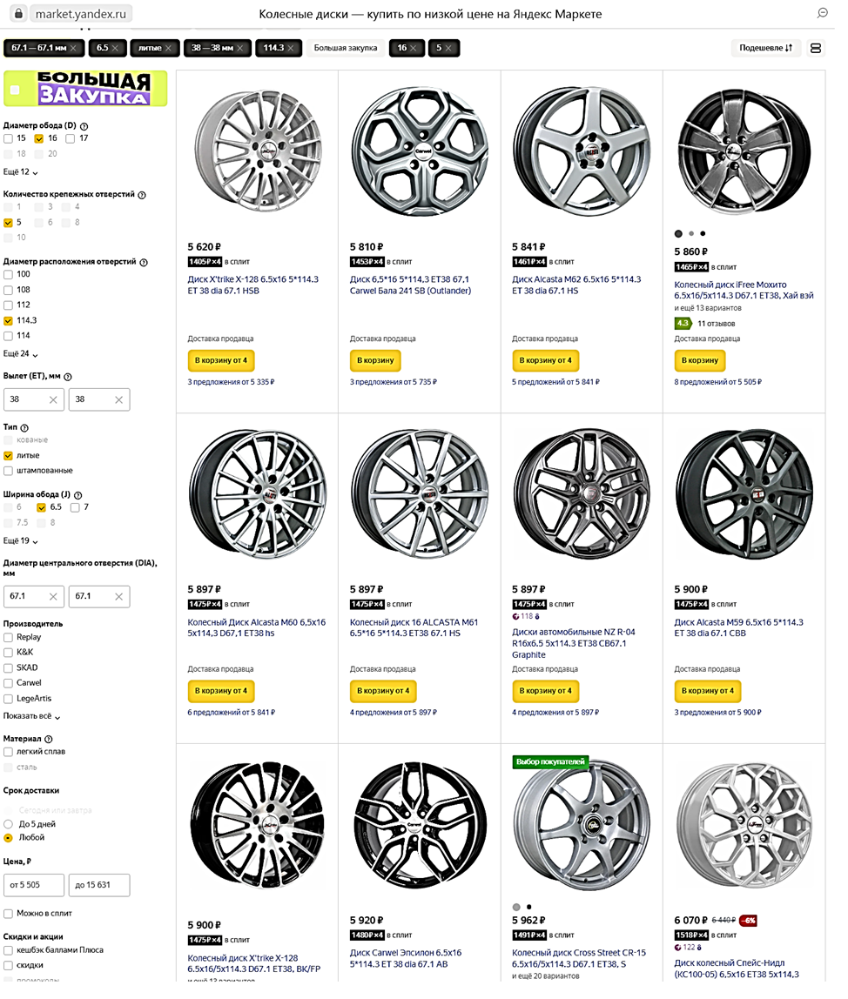 market.yandex.ru
Колесные диски — купить по низкой цене на Яндекс Маркете
67.1 — 67.1 мм
6.5
литые
38 — 38 мм
114.3
Большая закупка
16
5
Подешевле
БОЛЬШАЯ
ЗАКУПКА
Диаметр обода (D)
15 16 17
18 20
Ещё 12
Количество крепежных отверстий
1 3 4
5 6 8
10
Диаметр расположения отверстий
100
108
112
114.3
114
Ещё 24
Вылет (ET), мм
38 38
Тип
кованые
литые
штампованные
Ширина обода (J)
6 6.5 7
7.5 8
Ещё 19
Диаметр центрального отверстия (DIA),
мм
67.1 67.1
Производитель
Replay
K&K
SKAD
Carwel
LegeArtis
Показать всё
Материал
легкий сплав
сталь
Срок доставки
Сегодня или завтра
До 5 дней
Любой
Цена, ₽
от 5 505 до 15 631
Можно в сплит
Скидки и акции
кешбэк баллами Плюса
скидки
промокоды
5 620 ₽
1405₽×4 в сплит
Диск X'trike X-128 6.5x16 5*114.3
ET 38 dia 67.1 HSB
Доставка продавца
В корзину от 4
3 предложения от 5 335 ₽
Carwel
5 810 ₽
1453₽×4 в сплит
Диск 6,5*16 5*114,3 ET38 67,1
Carwel Бала 241 SB (Outlander)
Доставка продавца
В корзину
3 предложения от 5 735 ₽
5 841 ₽
1461₽×4 в сплит
Диск Alcasta M62 6.5x16 5*114.3
ET 38 dia 67.1 HS
Доставка продавца
В корзину от 4
5 предложений от 5 841 ₽
5 860 ₽
1465₽×4 в сплит
Колесный диск iFree Мохито
6.5x16/5x114.3 D67.1 ET38, Хай вэй
и ещё 13 вариантов
4.3 11 отзывов
Доставка продавца
В корзину
8 предложений от 5 505 ₽
5 897 ₽
1475₽×4 в сплит
Колесный Диск Alcasta M60 6,5x16
5x114,3 D67,1 ET38 hs
Доставка продавца
В корзину от 4
6 предложений от 5 841 ₽
5 897 ₽
1475₽×4 в сплит
Колесный диск 16 ALCASTA M61
6.5*16 5*114.3 ET38 67.1 HS
Доставка продавца
В корзину от 4
4 предложения от 5 897 ₽
5 897 ₽
1475₽×4 в сплит
118
Диски автомобильные NZ R-04
R16x6.5 5x114.3 ET38 CB67.1
Graphite
Доставка продавца
В корзину от 4
4 предложения от 5 897 ₽
5 900 ₽
1475₽×4 в сплит
Диск Alcasta M59 6.5x16 5*114.3
ET 38 dia 67.1 CBB
Доставка продавца
В корзину от 4
3 предложения от 5 900 ₽
5 900 ₽
1475₽×4 в сплит
Колесный диск X'trike X-128
6.5x16/5x114.3 D67.1 ET38, BK/FP
и ещё 13 вариантов
Carwel
5 920 ₽
1480₽×4 в сплит
Диск Carwel Эпсилон 6.5x16
5*114.3 ET 38 dia 67.1 AB
Выбор покупателей
5 962 ₽
1491₽×4 в сплит
Колесный диск Cross Street CR-15
6.5x16/5x114.3 D67.1 ET38, S
и ещё 20 вариантов
6 070 ₽ 6 440 ₽ –6%
1518₽×4 в сплит
122
Диск колесный Спейс-Нидл
(КС100-05) 6,5x16 ET38 5x114,3